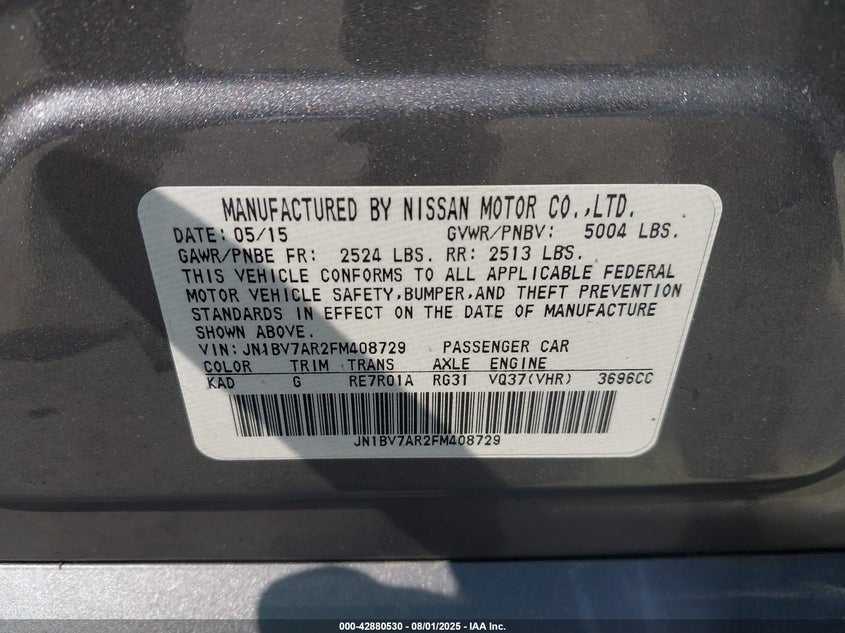 MANUFACTURED BY NISSAN MOTOR CO.,LTD.
DATE: 05/15 GVWR/PNBV: 5004 LBS.
GAWR/PNBE FR: 2524 LBS. RR: 2513 LBS.
THIS VEHICLE CONFORMS TO ALL APPLICABLE FEDERAL
MOTOR VEHICLE SAFETY,BUMPER,AND THEFT PREVENTION
STANDARDS IN EFFECT ON THE DATE OF MANUFACTURE
SHOWN ABOVE.
VIN: JN1BV7AR2FM408729 PASSENGER CAR
COLOR TRIM TRANS AXLE ENGINE
KAD G RE7R01A RG31 VQ37(VHR) 3696CC
JN1BV7AR2FM408729
000-42880530 - 08/01/2025 - IAA Inc.